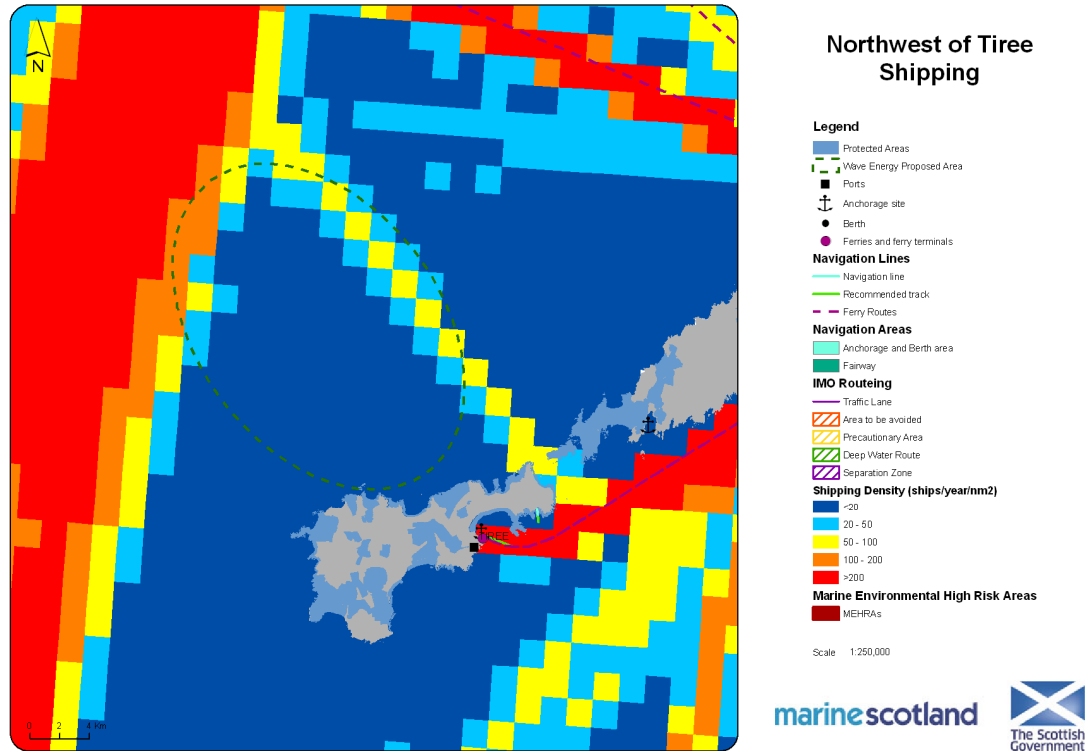 N
TIREE
0 2 4 Km
Northwest of Tiree
Shipping
Legend
Protected Areas
Wave Energy Proposed Area
Ports
Anchorage site
Berth
Ferries and ferry terminals
Navigation Lines
Navigation line
Recommended track
Ferry Routes
Navigation Areas
Anchorage and Berth area
Fairway
IMO Routeing
Traffic Lane
Area to be avoided
Precautionary Area
Deep Water Route
Separation Zone
Shipping Density (ships/year/nm2)
<20
20 - 50
50 - 100
100 - 200
>200
Marine Environmental High Risk Areas
MEHRAs
Scale 1:250,000
marinescotland
The Scottish
Government